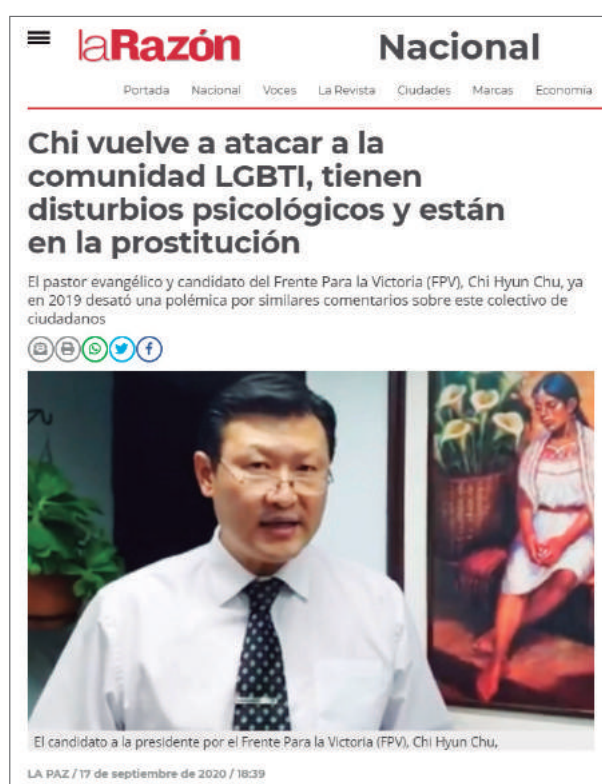 laRazón
Nacional
Portada Nacional Voces La Revista Ciudades Marcas Economía
Chi vuelve a atacar a la
comunidad LGBTI, tienen
disturbios psicológicos y están
en la prostitución
El pastor evangélico y candidato del Frente Para la Victoria (FPV), Chi Hyun Chu, ya
en 2019 desató una polémica por similares comentarios sobre este colectivo de
ciudadanos
El candidato a la presidente por el Frente Para la Victoria (FPV), Chi Hyun Chu,
LA PAZ / 17 de septiembre de 2020 / 18:39